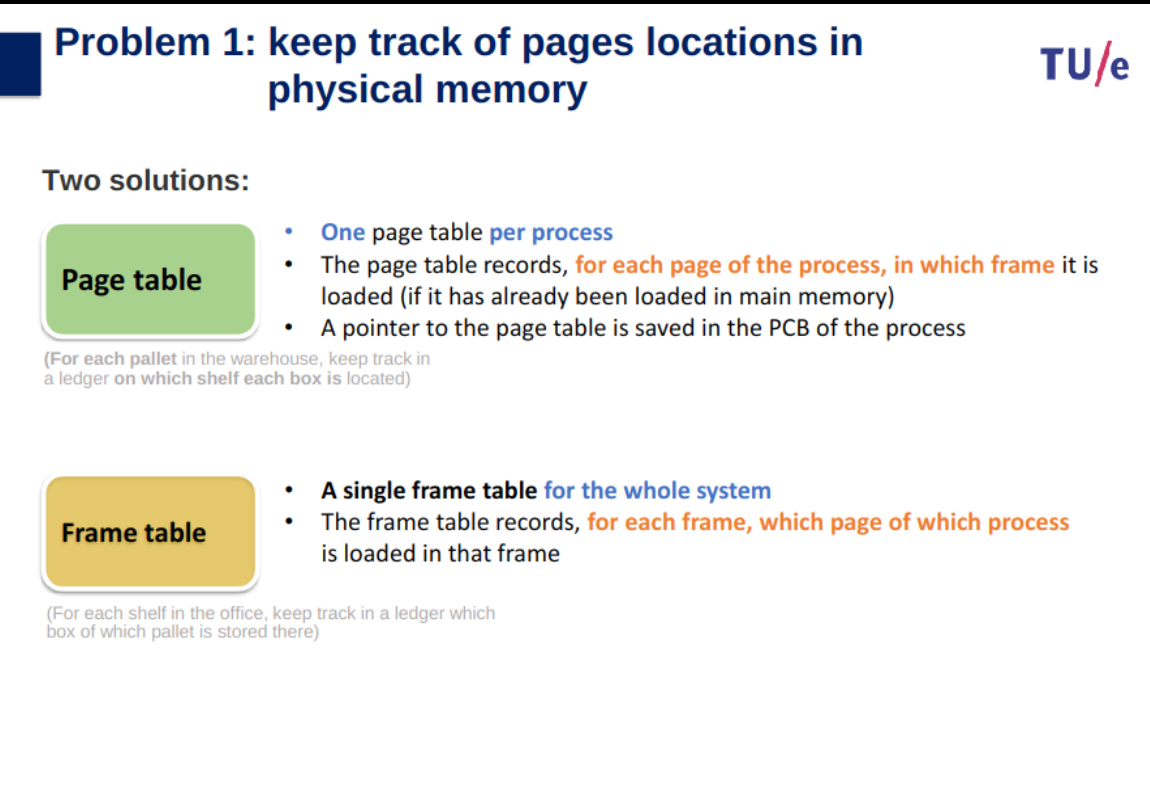 Problem 1: keep track of pages locations in
physical memory
TU/e
Two solutions:
Page table
• One page table per process
• The page table records, for each page of the process, in which frame it is
loaded (if it has already been loaded in main memory)
• A pointer to the page table is saved in the PCB of the process
(For each pallet in the warehouse, keep track in
a ledger on which shelf each box is located)
Frame table
• A single frame table for the whole system
• The frame table records, for each frame, which page of which process
is loaded in that frame
(For each shelf in the office, keep track in a ledger which
box of which pallet is stored there)